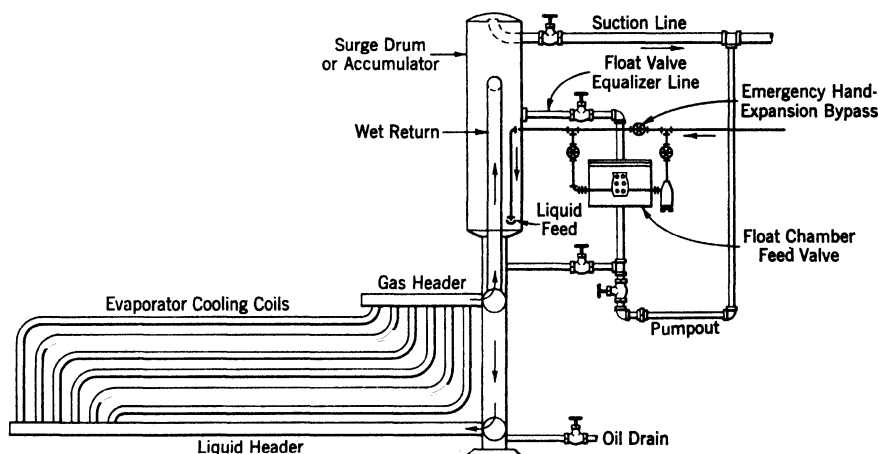 Suction Line
Surge Drum
or Accumulator
Float Valve
Equalizer Line
Emergency Hand-
Expansion Bypass
Wet Return
Liquid
Feed
Float Chamber
Feed Valve
Gas Header
Evaporator Cooling Coils
Pumpout
Liquid Header
Oil Drain